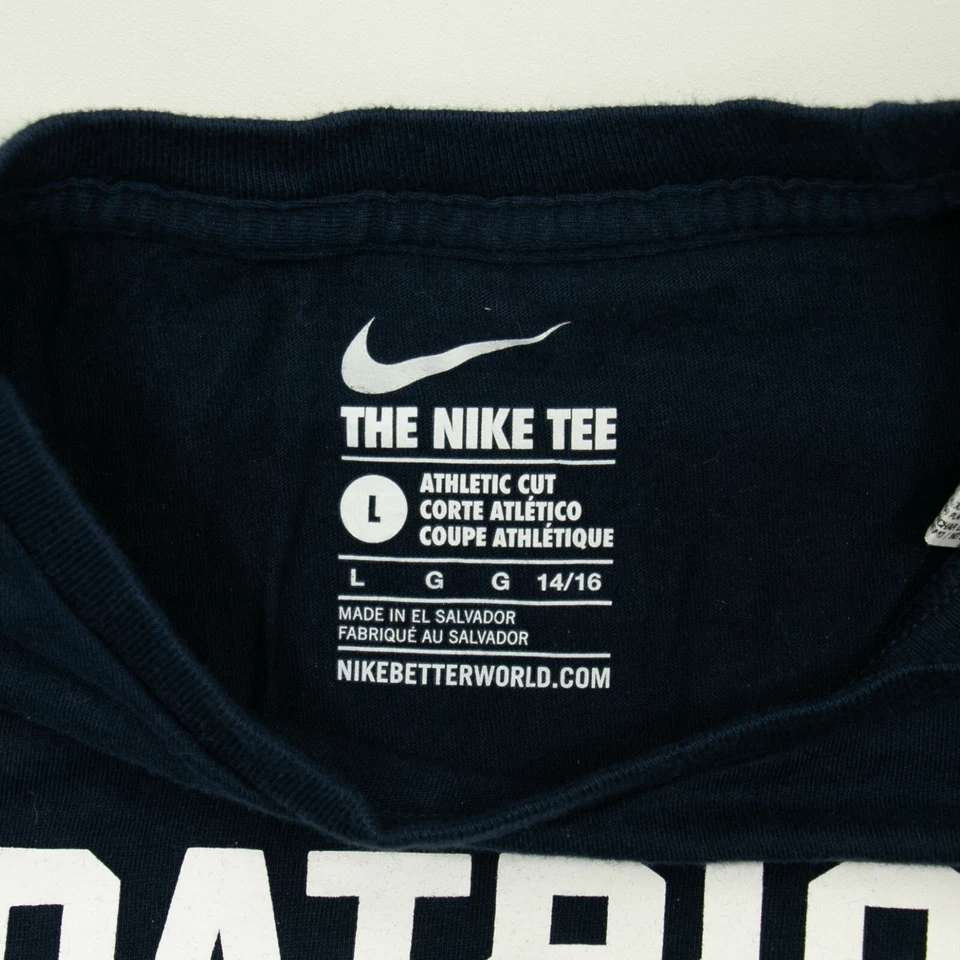 THE NIKE TEE
L
ATHLETIC CUT
CORTE ATLÉTICO
COUPE ATHLÉTIQUE
L G G 14/16
MADE IN EL SALVADOR
FABRIQUÉ AU SALVADOR
NIKEBETTERWORLD.COM
PATRIO